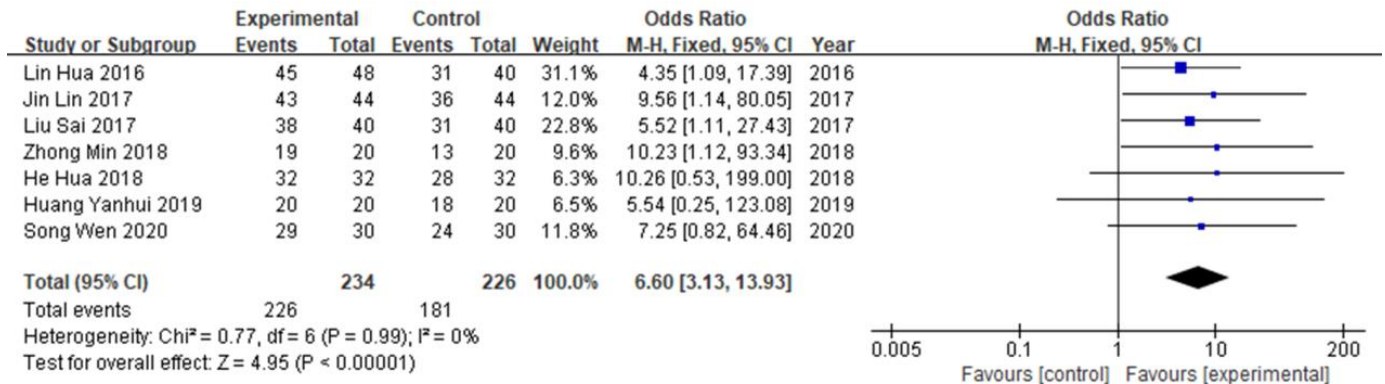 Experimental Control Odds Ratio Odds Ratio
Study or Subgroup Events Total Events Total Weight M-H, Fixed, 95% CI Year M-H, Fixed, 95% CI
Lin Hua 2016 45 48 31 40 31.1% 4.35 [1.09, 17.39] 2016
Jin Lin 2017 43 44 36 44 12.0% 9.56 [1.14, 80.05] 2017
Liu Sai 2017 38 40 31 40 22.8% 5.52 [1.11, 27.43] 2017
Zhong Min 2018 19 20 13 20 9.6% 10.23 [1.12, 93.34] 2018
He Hua 2018 32 32 28 32 6.3% 10.26 [0.53, 199.00] 2018
Huang Yanhui 2019 20 20 18 20 6.5% 5.54 [0.25, 123.08] 2019
Song Wen 2020 29 30 24 30 11.8% 7.25 [0.82, 64.46] 2020
Total (95% CI) 234 226 100.0% 6.60 [3.13, 13.93]
Total events 226 181
Heterogeneity: Chi² = 0.77, df = 6 (P = 0.99); I² = 0%
Test for overall effect: Z = 4.95 (P < 0.00001)
0.005 0.1 1 10 200
Favours [control] Favours [experimental]